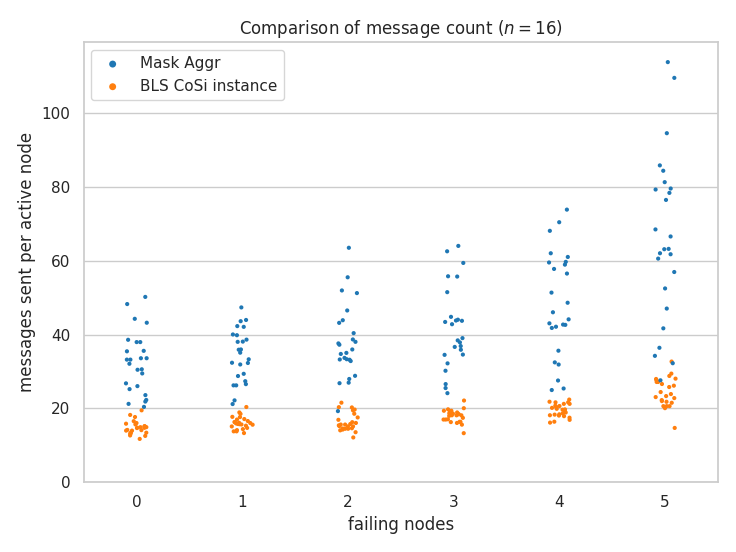 Comparison of message count (n = 16)
Mask Aggr
BLS CoSi instance
messages sent per active node
100
80
60
40
20
0
0 1 2 3 4 5
failing nodes